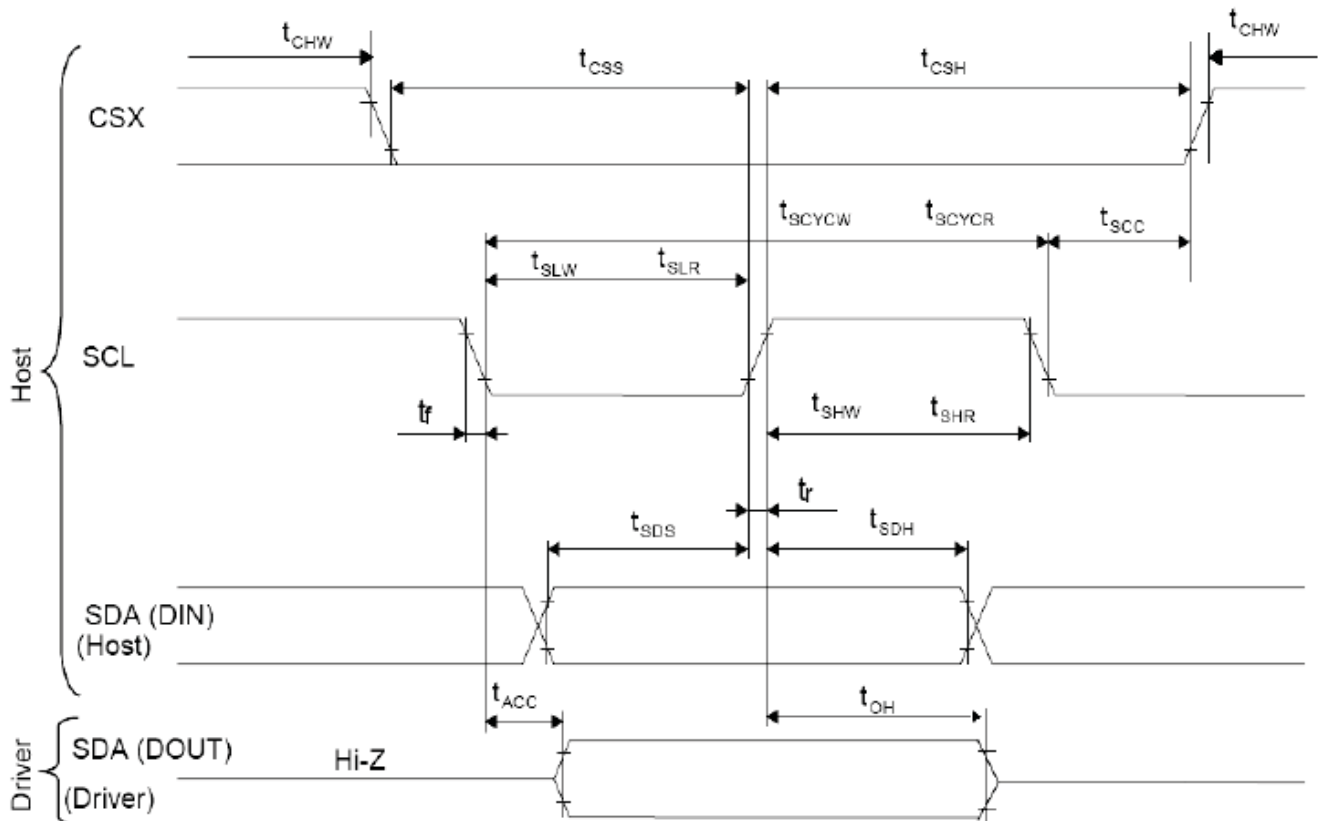 tCHW
tCHW
tCSS
tCSH
CSX
tSCYCW tSCYCR
tSCC
tSLW tSLR
Host
SCL
tSHW tSHR
tf
tr
tSDS
tSDH
SDA (DIN)
(Host)
tACC
tOH
Driver
SDA (DOUT)
Hi-Z
(Driver)